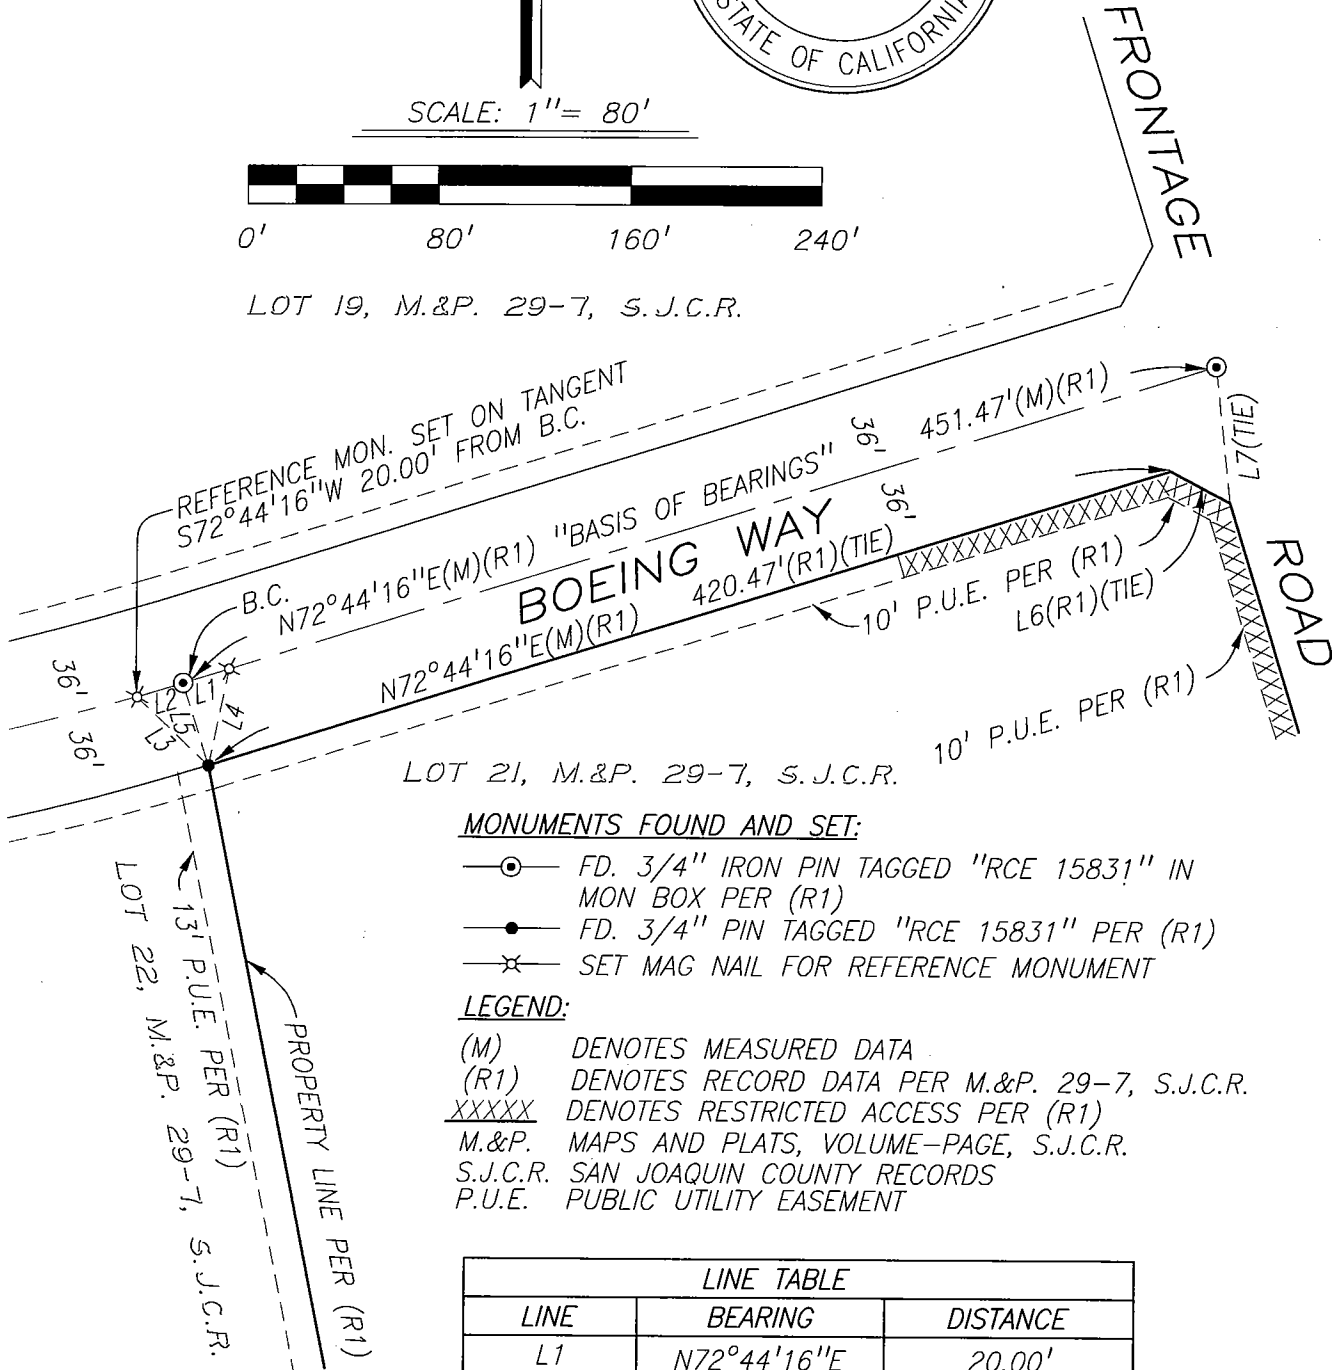 STATE OF CALIFORNIA
SCALE: 1"= 80'
0' 80' 160' 240'
FRONTAGE
ROAD
LOT 19, M.&P. 29-7, S.J.C.R.
REFERENCE MON. SET ON TANGENT
S72°44'16"W 20.00' FROM B.C.
B.C.
N72°44'16"E(M)(R1) "BASIS OF BEARINGS" 36' 451.47'(M)(R1)
L7(TIE)
BOEING WAY
36'
N72°44'16"E(M)(R1) 420.47'(R1)(TIE)
10' P.U.E. PER (R1)
L6(R1)(TIE)
10' P.U.E. PER (R1)
36'
36'
L2
L1
L5
L4
L3
LOT 21, M.&P. 29-7, S.J.C.R.
LOT 22, M.&P. 29-7, S.J.C.R.
13' P.U.E. PER (R1)
PROPERTY LINE PER (R1)
MONUMENTS FOUND AND SET:
FD. 3/4" IRON PIN TAGGED "RCE 15831" IN
MON BOX PER (R1)
FD. 3/4" PIN TAGGED "RCE 15831" PER (R1)
SET MAG NAIL FOR REFERENCE MONUMENT
LEGEND:
(M) DENOTES MEASURED DATA
(R1) DENOTES RECORD DATA PER M.&P. 29-7, S.J.C.R.
XXXXX DENOTES RESTRICTED ACCESS PER (R1)
M.&P. MAPS AND PLATS, VOLUME-PAGE, S.J.C.R.
S.J.C.R. SAN JOAQUIN COUNTY RECORDS
P.U.E. PUBLIC UTILITY EASEMENT
LINE TABLE
LINE BEARING DISTANCE
L1 N72°44'16"E 20.00'